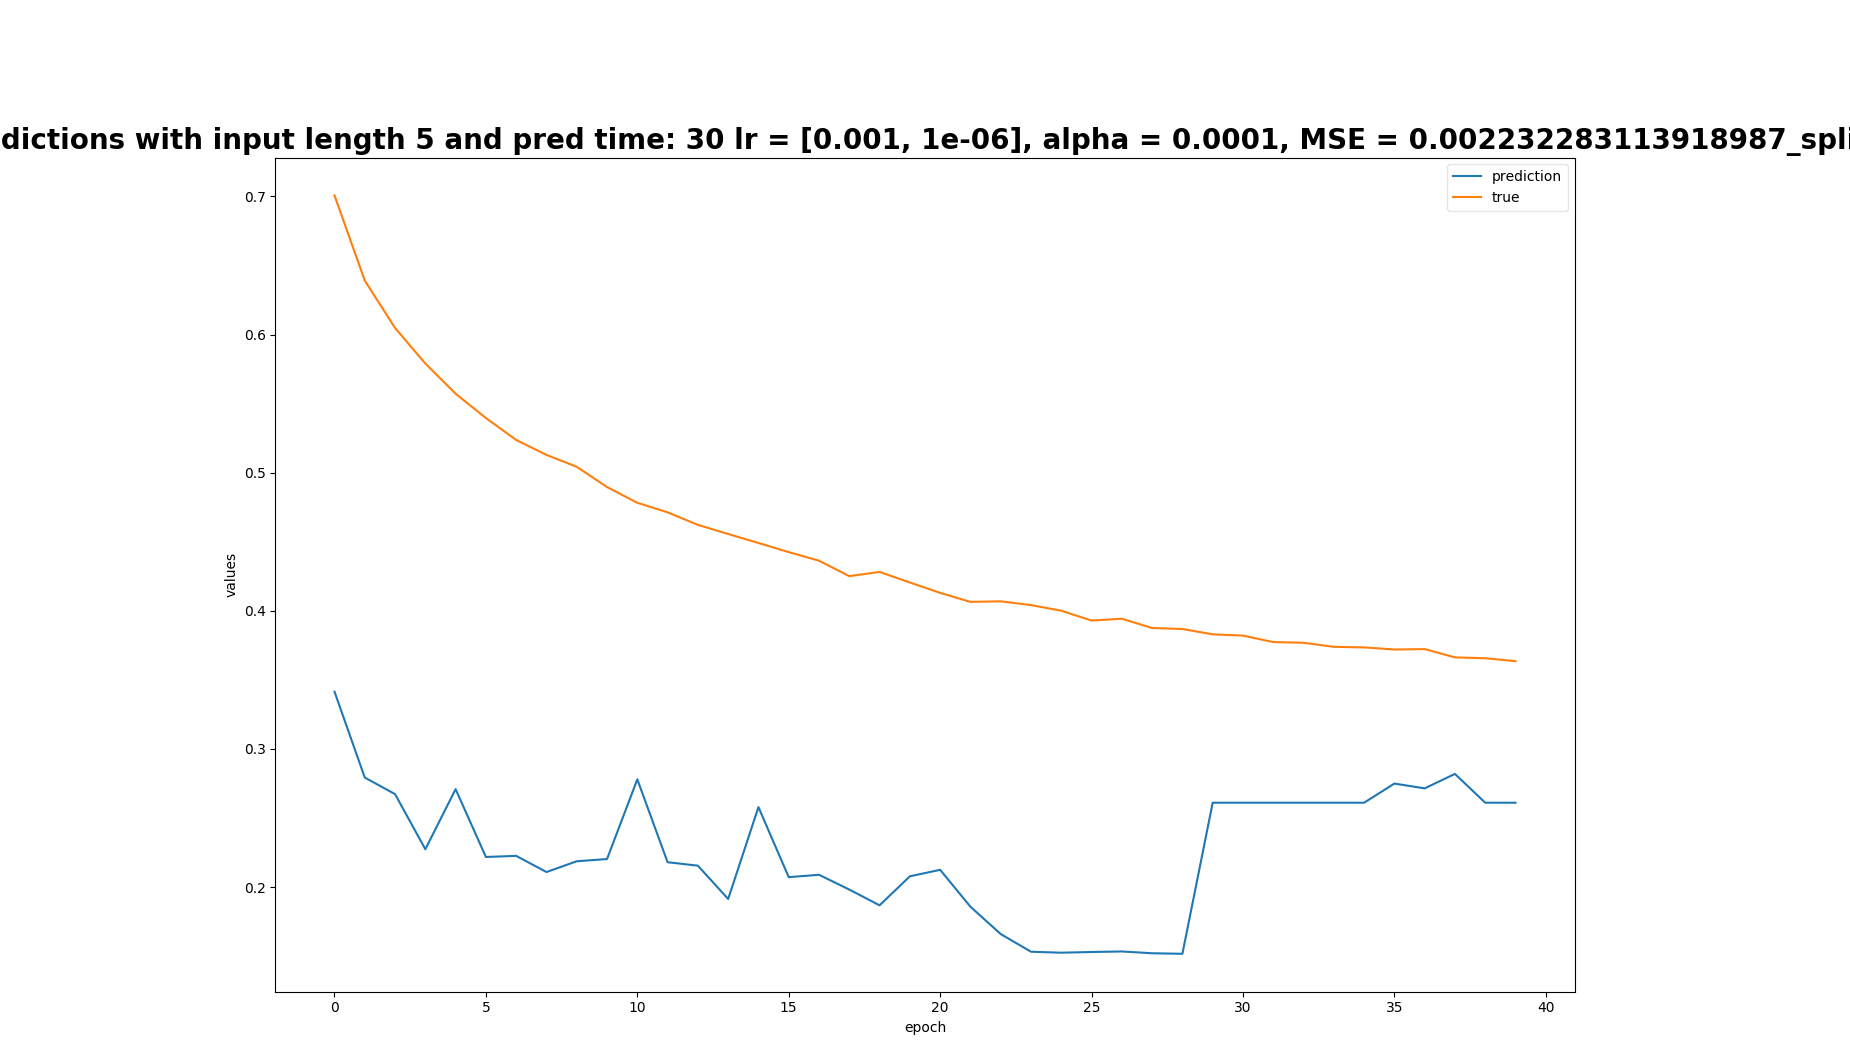 dictions with input length 5 and pred time: 30 lr = [0.001, 1e-06], alpha = 0.0001, MSE = 0.002232283113918987_spli
prediction
true
0.7
0.6
0.5
0.4
0.3
0.2
values
0 5 10 15 20 25 30 35 40
epoch